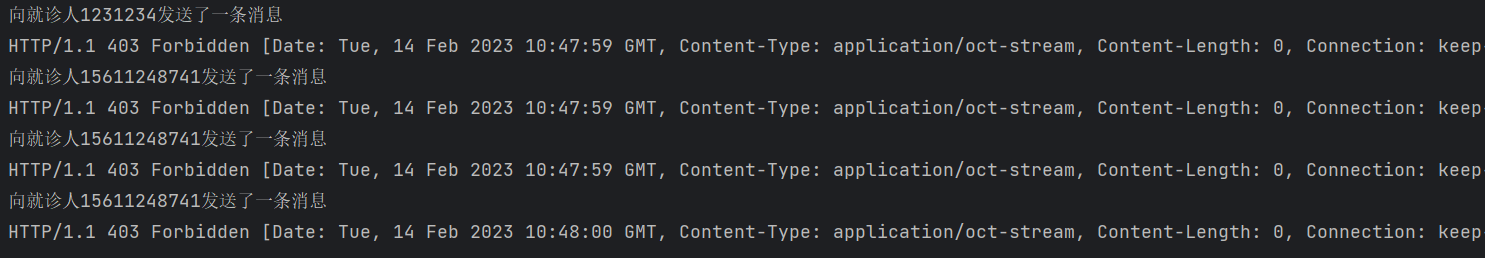 向就诊人1231234发送了一条消息
HTTP/1.1 403 Forbidden [Date: Tue, 14 Feb 2023 10:47:59 GMT, Content-Type: application/oct-stream, Content-Length: 0, Connection: keep-
向就诊人15611248741发送了一条消息
HTTP/1.1 403 Forbidden [Date: Tue, 14 Feb 2023 10:47:59 GMT, Content-Type: application/oct-stream, Content-Length: 0, Connection: keep-
向就诊人15611248741发送了一条消息
HTTP/1.1 403 Forbidden [Date: Tue, 14 Feb 2023 10:47:59 GMT, Content-Type: application/oct-stream, Content-Length: 0, Connection: keep-
向就诊人15611248741发送了一条消息
HTTP/1.1 403 Forbidden [Date: Tue, 14 Feb 2023 10:48:00 GMT, Content-Type: application/oct-stream, Content-Length: 0, Connection: keep-